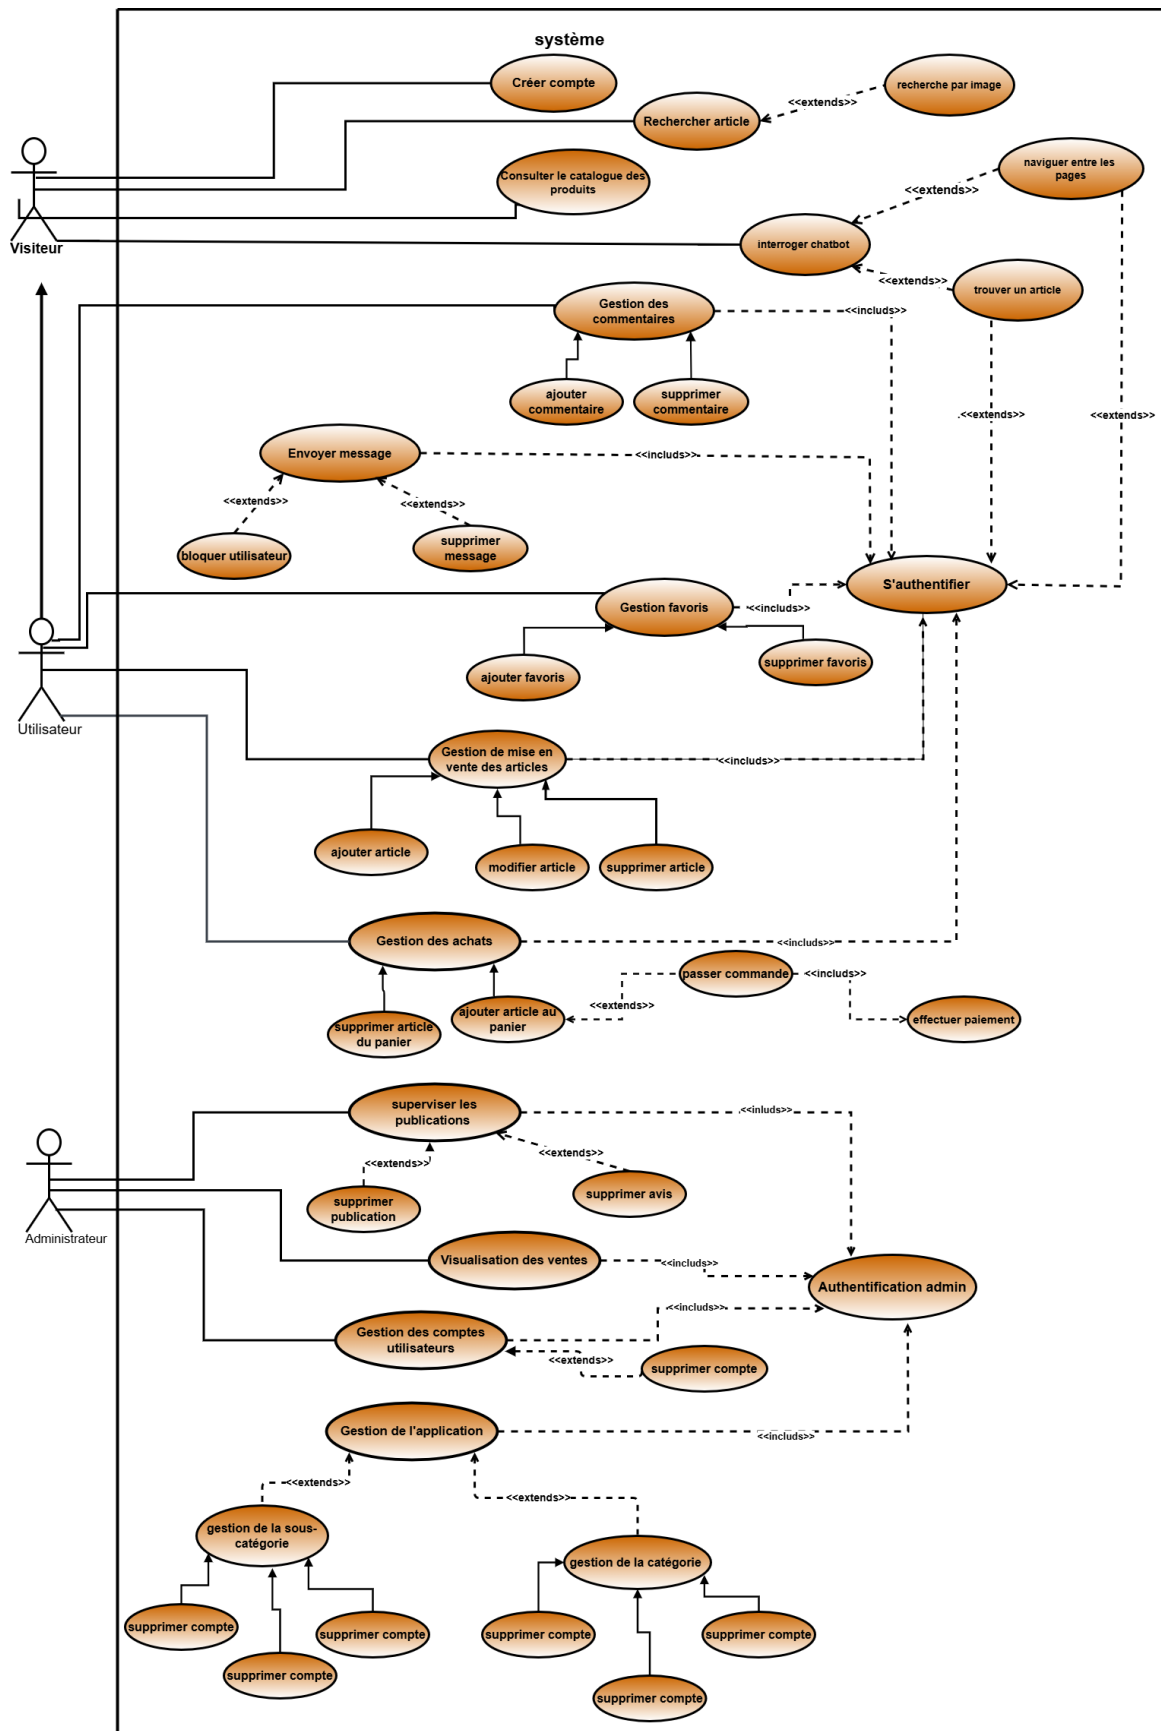 système
Créer compte
recherche par image
<<extends>>
Rechercher article
Consulter le catalogue des
produits
naviguer entre les
pages
<<extends>>
Visiteur
interroger chatbot
<<extends>>
trouver un article
Gestion des
commentaires
<<includs>>
ajouter
commentaire
supprimer
commentaire
<<extends>>
<<extends>>
Envoyer message
<<includs>>
<<extends>>
<<extends>>
bloquer utilisateur
supprimer
message
S'authentifier
Gestion favoris
<<includs>>
ajouter favoris
supprimer favoris
Utilisateur
Gestion de mise en
vente des articles
<<includs>>
ajouter article
modifier article
supprimer article
Gestion des achats
<<includs>>
passer commande
<<includs>>
<<extends>>
supprimer article
du panier
ajouter article au
panier
effectuer paiement
superviser les
publications
<<inluds>>
<<extends>>
<<extends>>
supprimer
publication
supprimer avis
Administrateur
Visualisation des ventes
<<includs>>
Authentification admin
<<includs>>
Gestion des comptes
utilisateurs
<<extends>>
supprimer compte
Gestion de l'application
<<includs>>
<<extends>>
<<extends>>
gestion de la sous-
catégorie
gestion de la catégorie
supprimer compte
supprimer compte
supprimer compte
supprimer compte
supprimer compte
supprimer compte